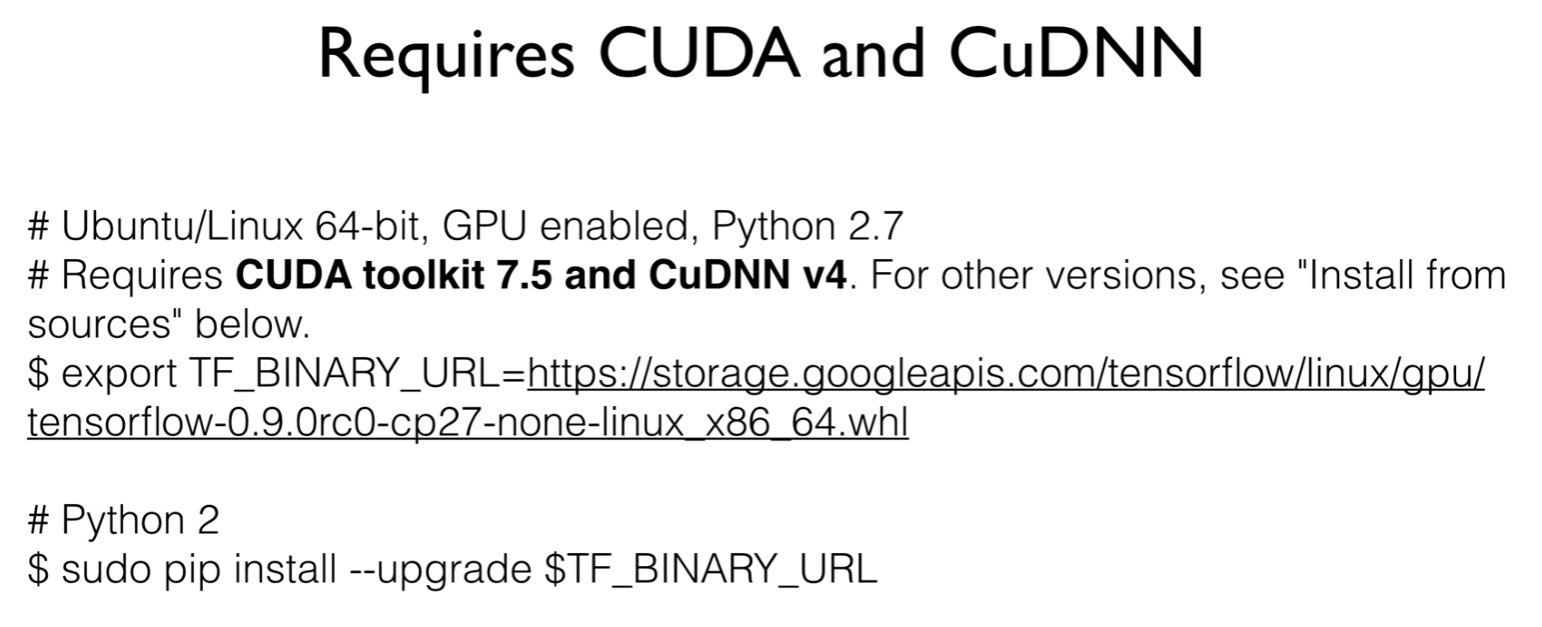 Requires CUDA and CuDNN
# Ubuntu/Linux 64-bit, GPU enabled, Python 2.7
# Requires CUDA toolkit 7.5 and CuDNN v4. For other versions, see "Install from
sources" below.
$ export TF_BINARY_URL=https://storage.googleapis.com/tensorflow/linux/gpu/
tensorflow-0.9.0rc0-cp27-none-linux_x86_64.whl
# Python 2
$ sudo pip install --upgrade $TF_BINARY_URL